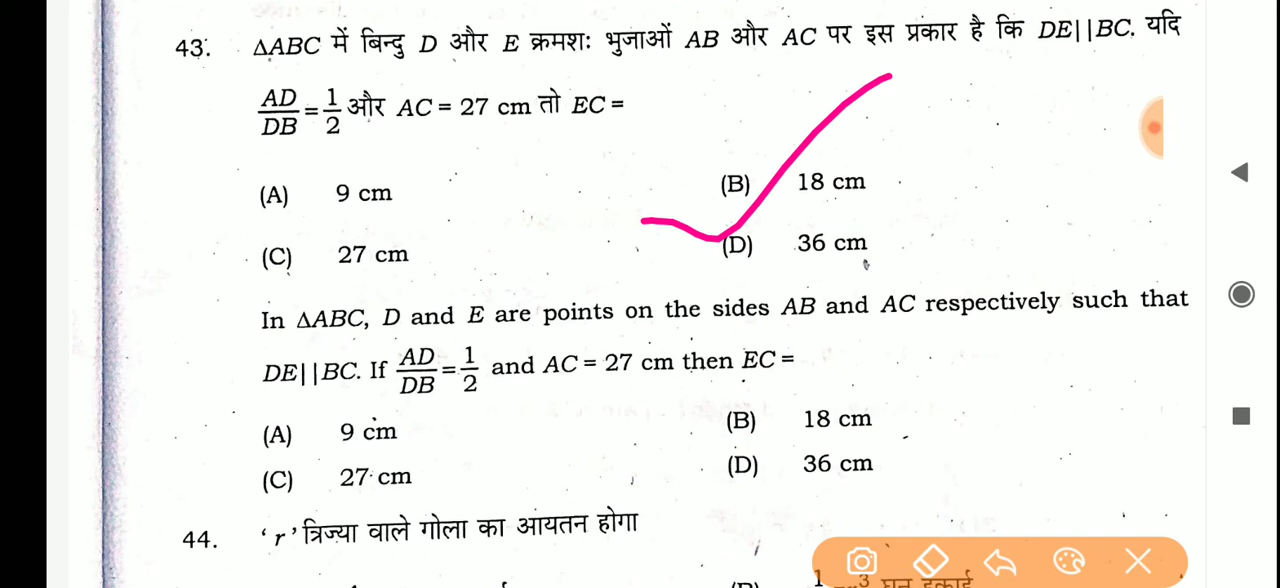 43. ΔABC में बिन्दु D और E क्रमशः भुजाओं AB और AC पर इस प्रकार है कि DE||BC. यदि
AD/DB = 1/2 और AC = 27 cm तो EC =
(A) 9 cm (B) 18 cm
(C) 27 cm (D) 36 cm
In ΔABC, D and E are points on the sides AB and AC respectively such that
DE||BC. If AD/DB = 1/2 and AC = 27 cm then EC =
(A) 9 cm (B) 18 cm
(C) 27 cm (D) 36 cm
44. ‘r’ त्रिज्या वाले गोला का आयतन होगा